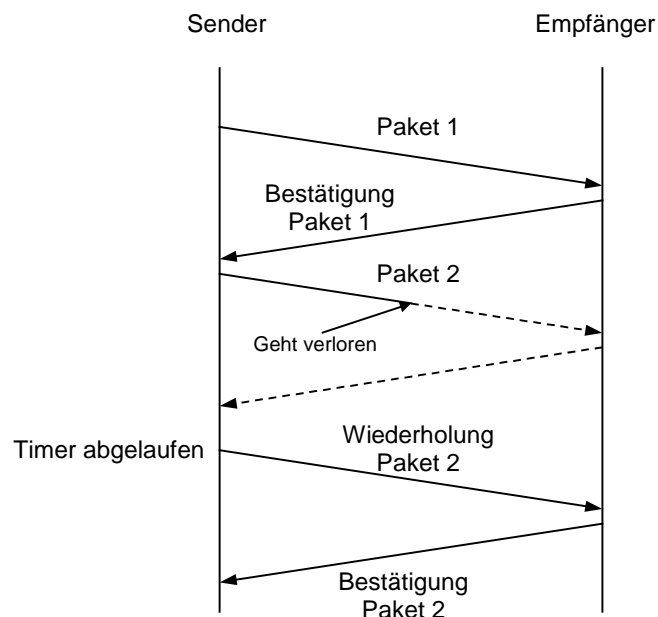 Sender
Empfänger
Paket 1
Bestätigung
Paket 1
Paket 2
Geht verloren
Wiederholung
Timer abgelaufen
Paket 2
Bestätigung
Paket 2